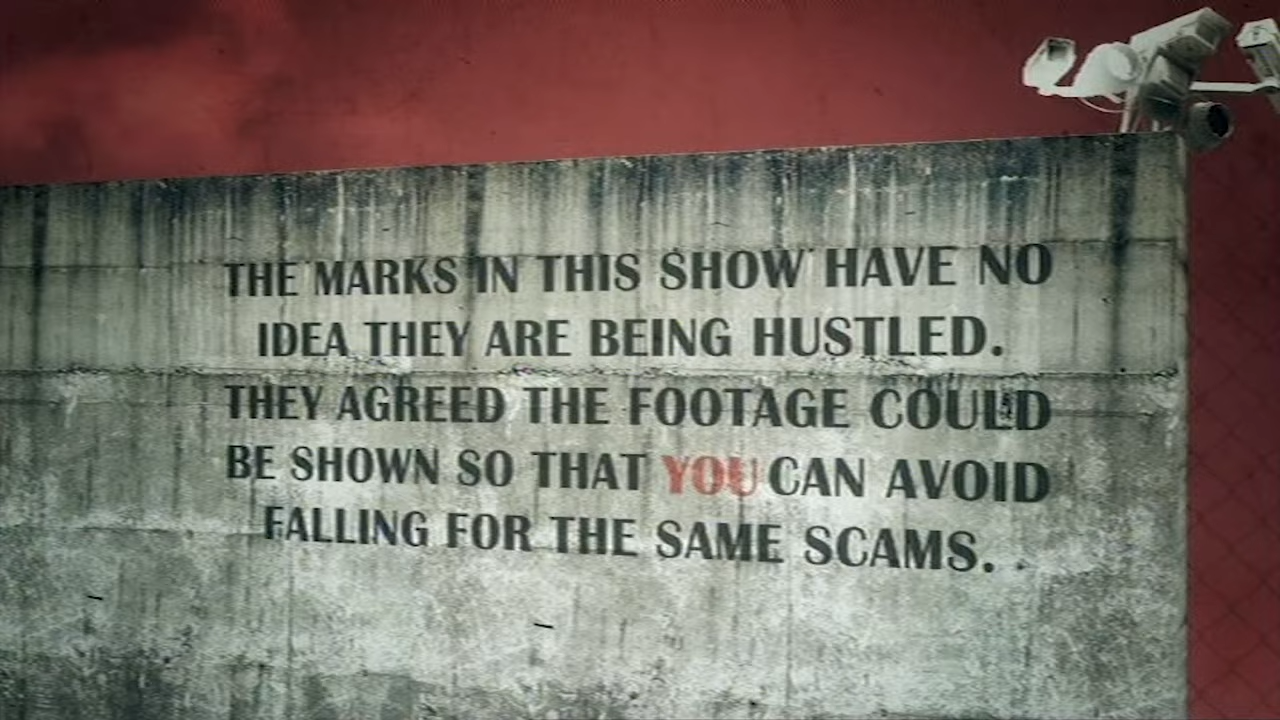 THE MARKS IN THIS SHOW HAVE NO
IDEA THEY ARE BEING HUSTLED.
THEY AGREED THE FOOTAGE COULD
BE SHOWN SO THAT YOU CAN AVOID
FALLING FOR THE SAME SCAMS.